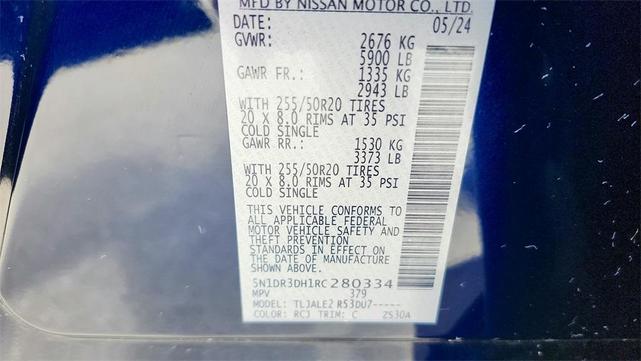 MFD BY NISSAN MOTOR CO., LTD.
DATE: 05/24
GVWR: 2676 KG
5900 LB
GAWR FR.: 1335 KG
2943 LB
WITH 255/50R20 TIRES
20 X 8.0 RIMS AT 35 PSI
COLD SINGLE
GAWR RR.: 1530 KG
3373 LB
WITH 255/50R20 TIRES
20 X 8.0 RIMS AT 35 PSI
COLD SINGLE
THIS VEHICLE CONFORMS TO
ALL APPLICABLE FEDERAL
MOTOR VEHICLE SAFETY AND
THEFT PREVENTION
STANDARDS IN EFFECT ON
THE DATE OF MANUFACTURE
SHOWN ABOVE.
5N1DR3DH1RC280334
MPV 379
MODEL: TLJALE2 R53DU7-----
COLOR: RCJ TRIM: C ZS30A